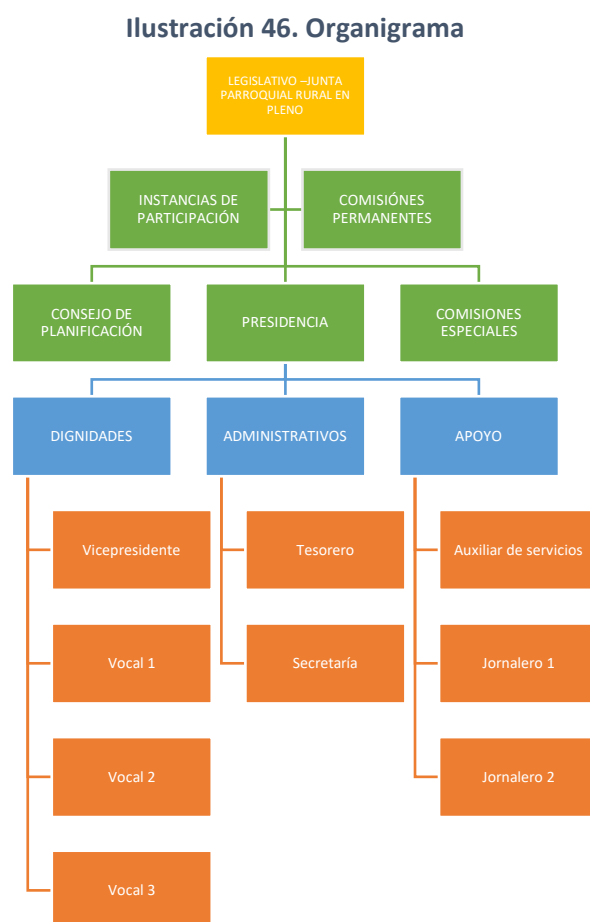 Ilustración 46. Organigrama
LEGISLATIVO –JUNTA
PARROQUIAL RURAL EN
PLENO
INSTANCIAS DE
PARTICIPACIÓN
COMISIÓNES
PERMANENTES
CONSEJO DE
PLANIFICACIÓN
PRESIDENCIA
COMISIONES
ESPECIALES
DIGNIDADES
ADMINISTRATIVOS
APOYO
Vicepresidente
Tesorero
Auxiliar de servicios
Vocal 1
Secretaría
Jornalero 1
Vocal 2
Jornalero 2
Vocal 3